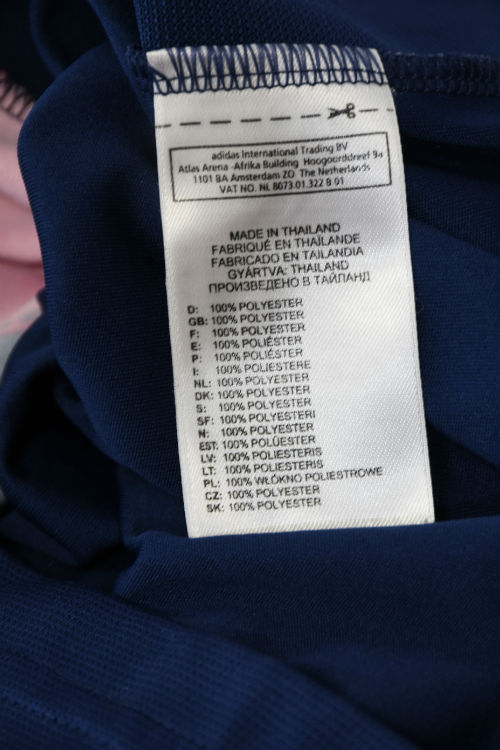 adidas International Trading BV
Atlas Arena -Afrika Building Hoogoorddreef 9a
1101 BA Amsterdam ZO The Netherlands
VAT NO. NL 8073.01.322 B 01
MADE IN THAILAND
FABRIQUÉ EN THAÏLANDE
FABRICADO EN TAILANDIA
GYÁRTVA: THAILAND
ПРОИЗВЕДЕНО В ТАЙЛАНД
D: 100% POLYESTER
GB: 100% POLYESTER
F: 100% POLYESTER
E: 100% POLIÉSTER
P: 100% POLIÉSTER
I: 100% POLIESTERE
NL: 100% POLYESTER
DK: 100% POLYESTER
S: 100% POLYESTER
SF: 100% POLYESTERI
N: 100% POLYESTER
EST: 100% POLÜESTER
LV: 100% POLIESTERIS
LT: 100% POLIESTERIS
PL: 100% WŁÓKNO POLIESTROWE
CZ: 100% POLYESTER
SK: 100% POLYESTER